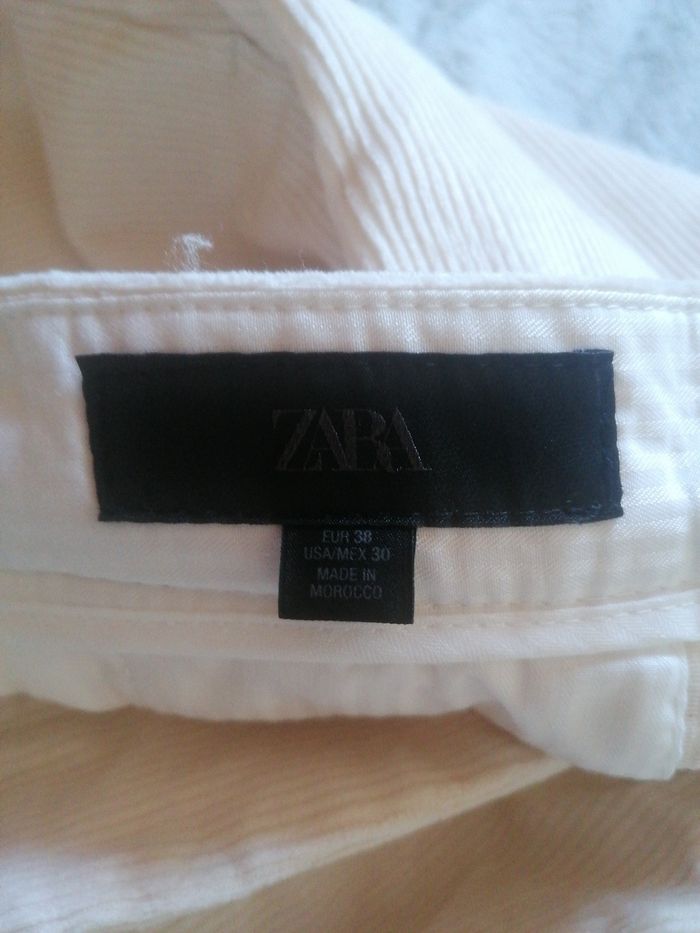 ZARA
EUR 38
USA/MEX 30
MADE IN
MOROCCO